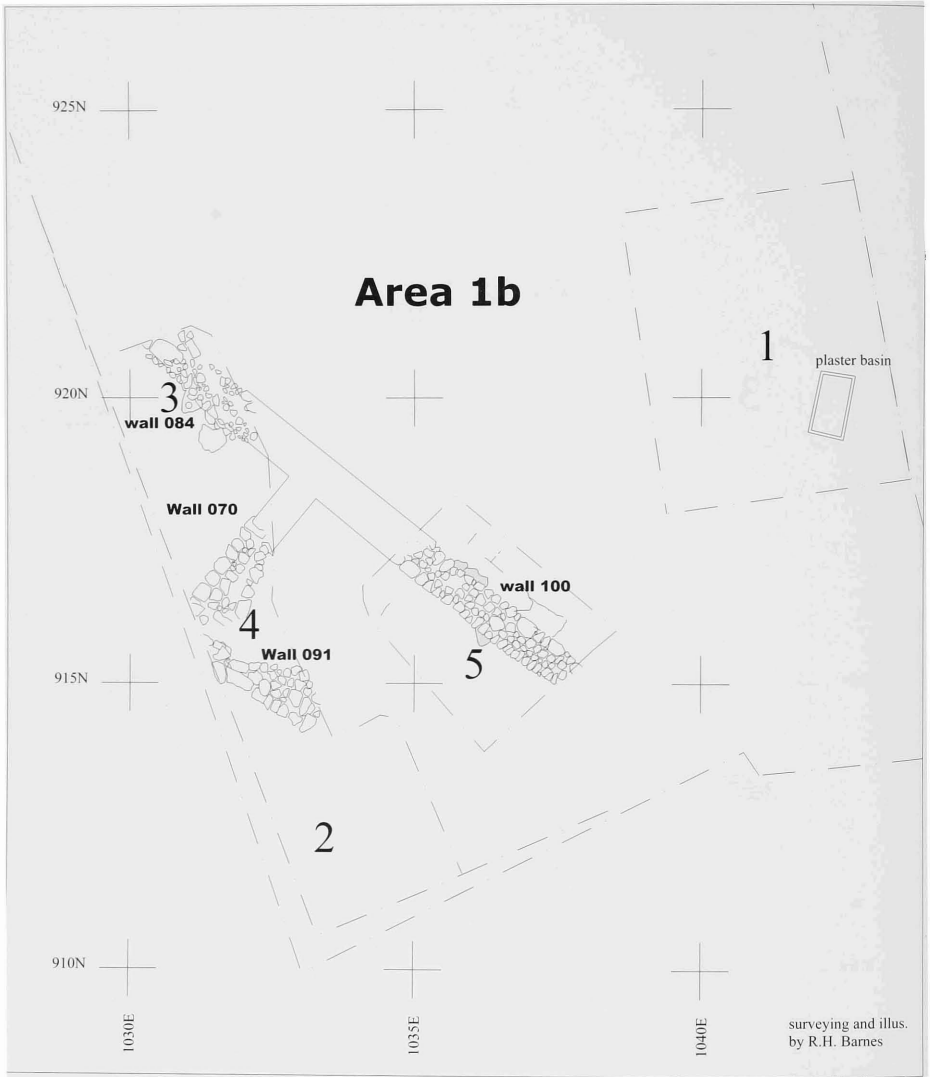 925N
Area 1b
1
plaster basin
920N
3
wall 084
Wall 070
wall 100
4
Wall 091
5
915N
2
910N
1030E
1035E
1040E
surveying and illus.
by R.H. Barnes